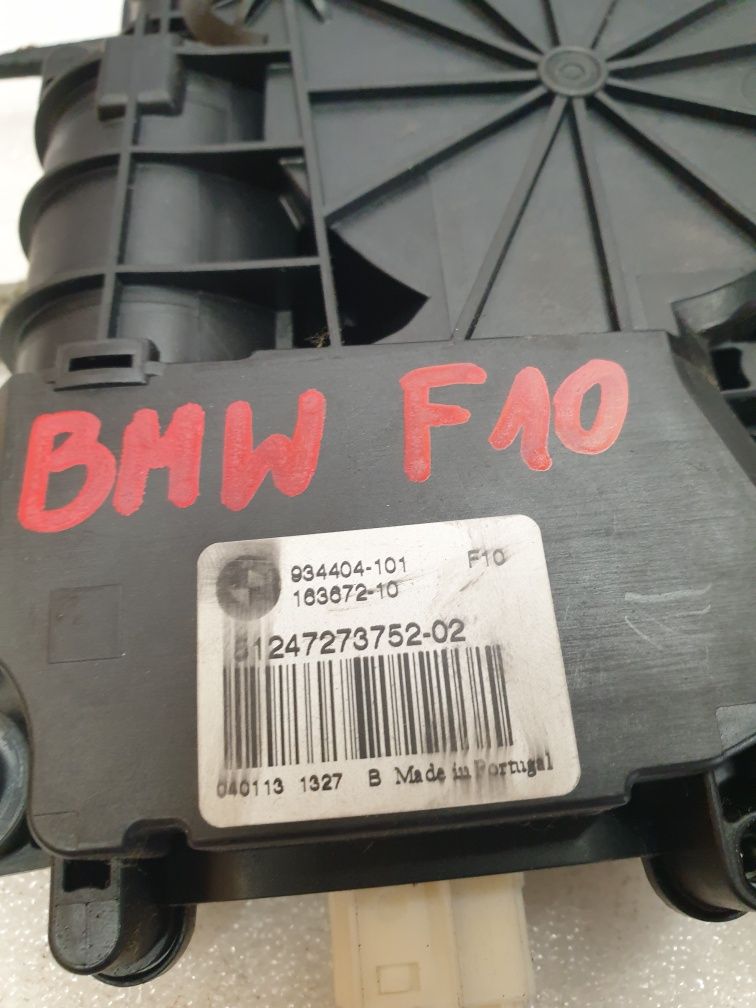 BMW F10
934404-101 F10
163672-10
51247273752-02
040113 1327 B Made in Portugal